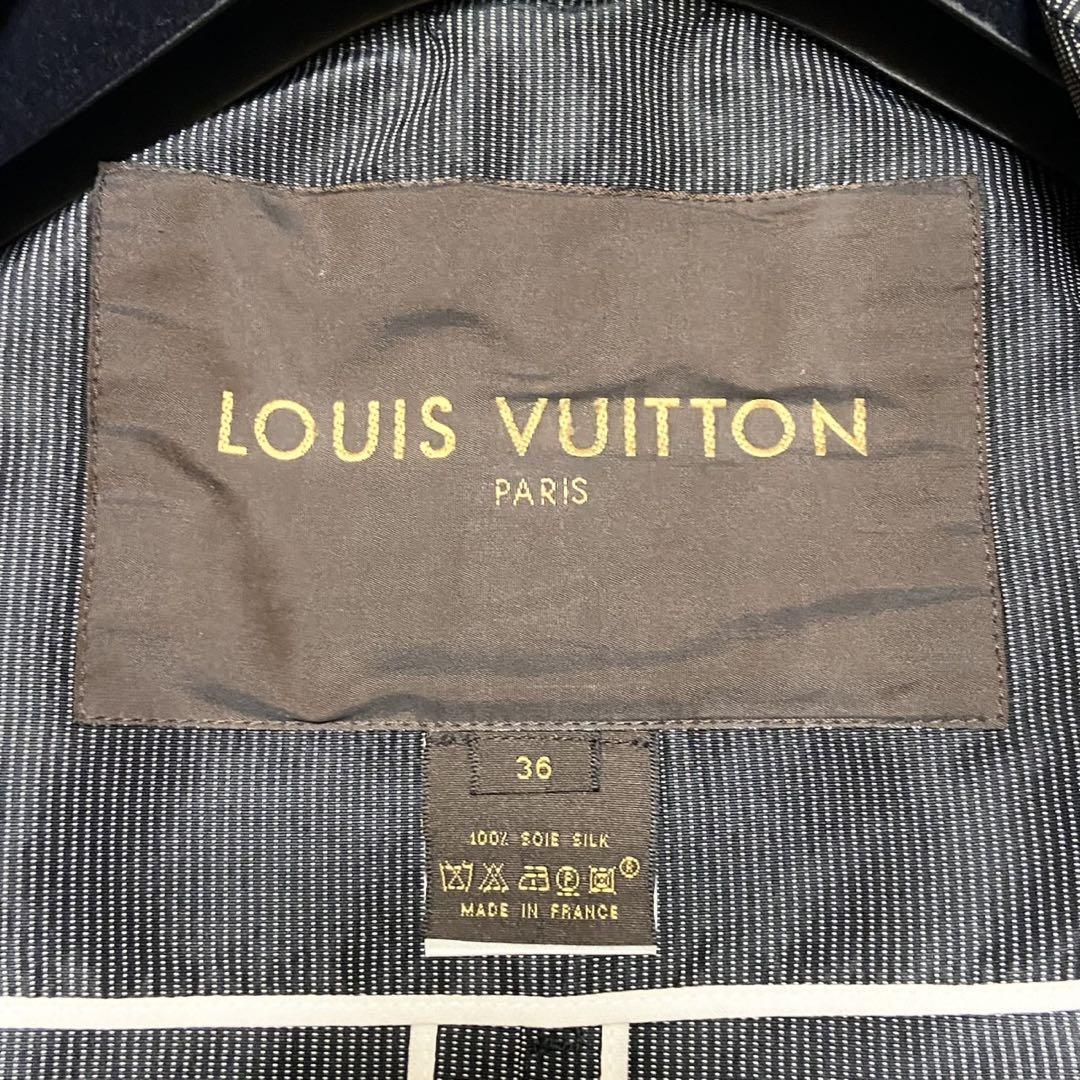 LOUIS VUITTON
PARIS
36
100% SOIE SILK
P ®
MADE IN FRANCE